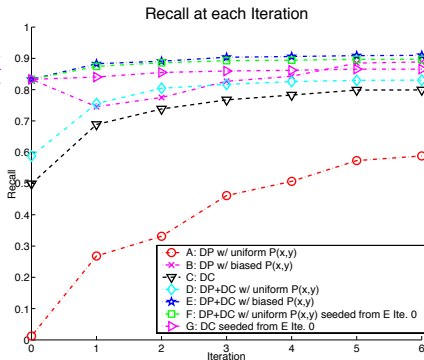 Recall at each Iteration
1
0.9
0.8
0.7
0.6
0.5
0.4
0.3
0.2
0.1
0
Recall
A: DP w/ uniform P(x,y)
B: DP w/ biased P(x,y)
C: DC
D: DP+DC w/ uniform P(x,y)
E: DP+DC w/ biased P(x,y)
F: DP+DC w/ uniform P(x,y) seeded from E Ite. 0
G: DC seeded from E Ite. 0
0 1 2 3 4 5 6
Iteration